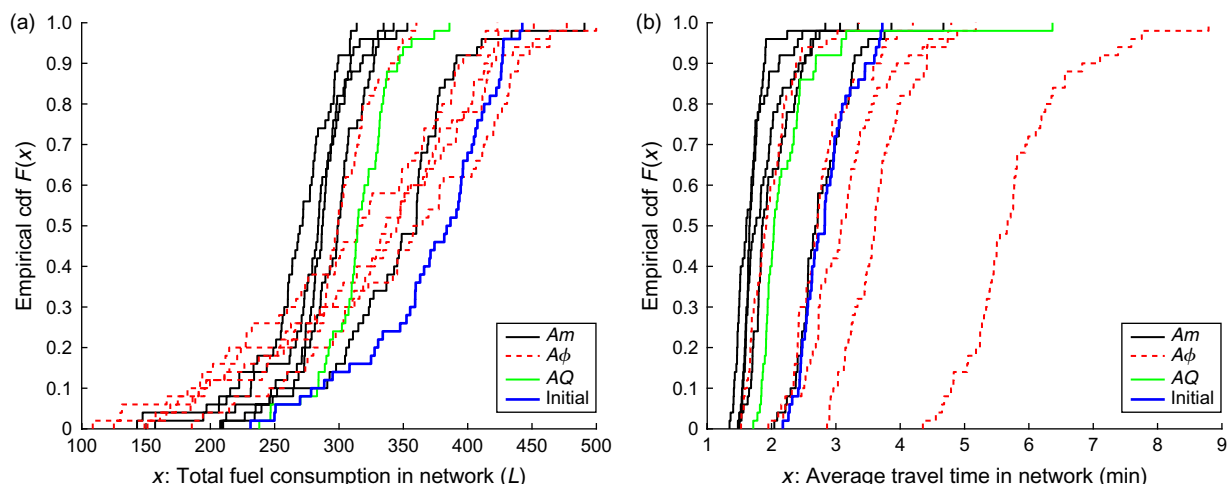 (a)
Empirical cdf F(x)
1.0
0.9
0.8
0.7
0.6
0.5
0.4
0.3
0.2
0.1
0
100 150 200 250 300 350 400 450 500
x: Total fuel consumption in network (L)
Am
Aϕ
AQ
Initial
(b)
Empirical cdf F(x)
1.0
0.9
0.8
0.7
0.6
0.5
0.4
0.3
0.2
0.1
0
1 2 3 4 5 6 7 8 9
x: Average travel time in network (min)
Am
Aϕ
AQ
Initial